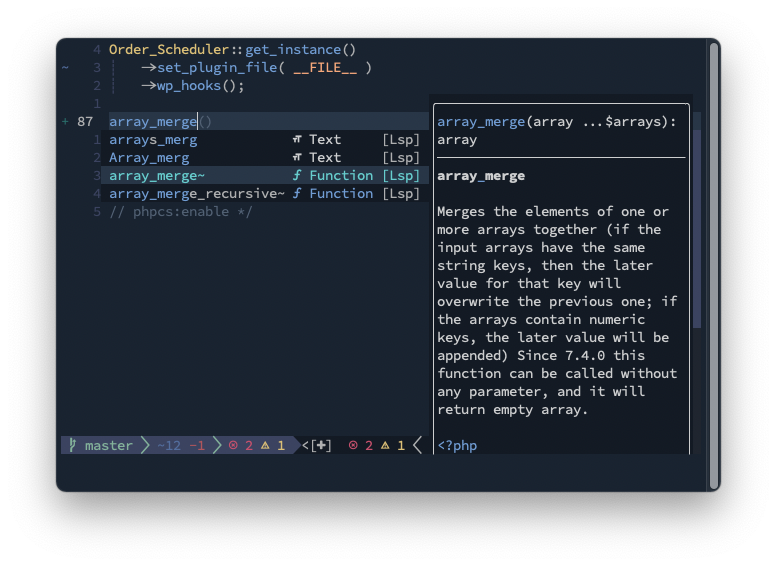 4 Order_Scheduler::get_instance()
~ 3 ->set_plugin_file( __FILE__ )
2 ->wp_hooks();
1
+ 87 array_merge()
1 arrays_merg Text [Lsp]
2 Array_merg Text [Lsp]
3 array_merge~ ƒ Function [Lsp]
4 array_merge_recursive~ ƒ Function [Lsp]
5 // phpcs:enable */
array_merge(array ...$arrays):
array
array_merge
Merges the elements of one or
more arrays together (if the
input arrays have the same
string keys, then the later
value for that key will
overwrite the previous one; if
the arrays contain numeric
keys, the later value will be
appended) Since 7.4.0 this
function can be called without
any parameter, and it will
return empty array.
<?php
master ~12 -1 2 1 <[+] 2 1